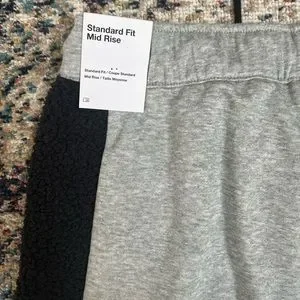 Standard Fit
Mid Rise
Standard Fit / Coupe Standard
Mid Rise / Taille Moyenne